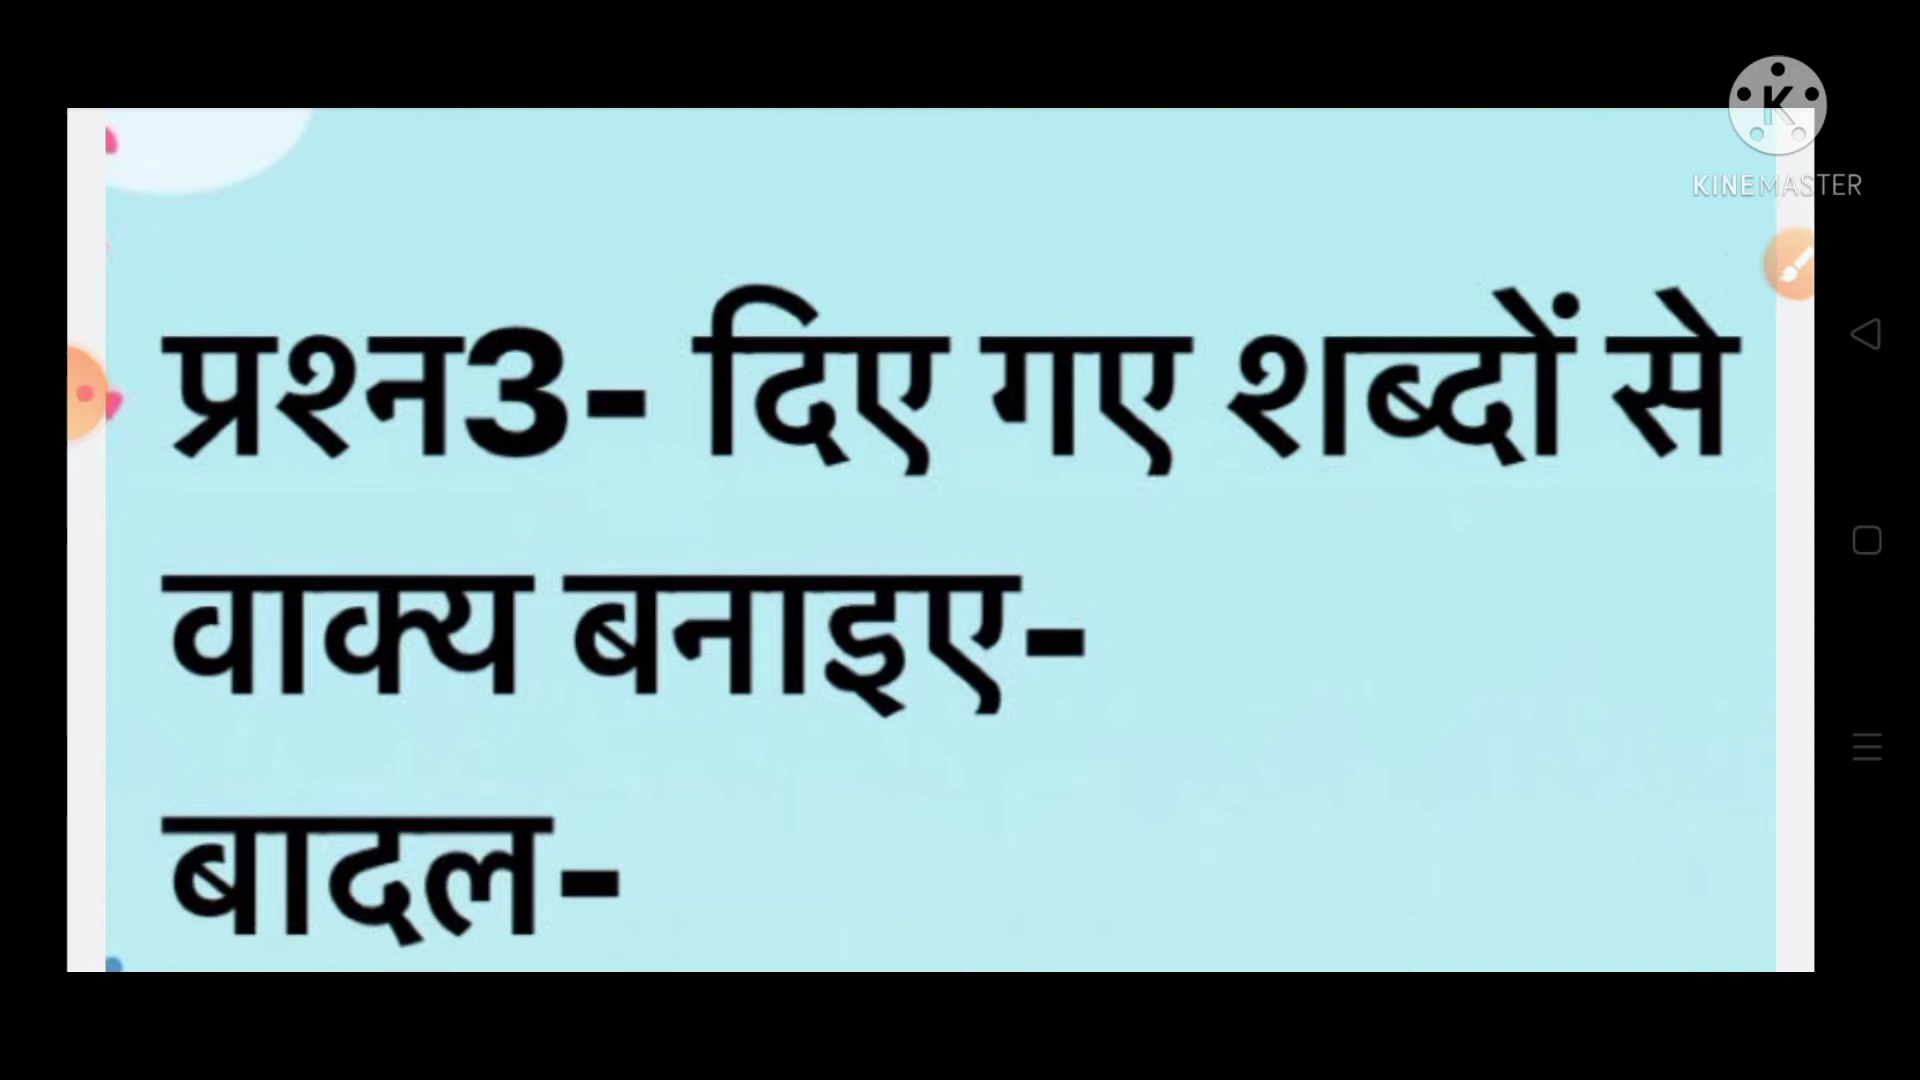 KINEMASTER
प्रश्न3- दिए गए शब्दों से
वाक्य बनाइए-
बादल-